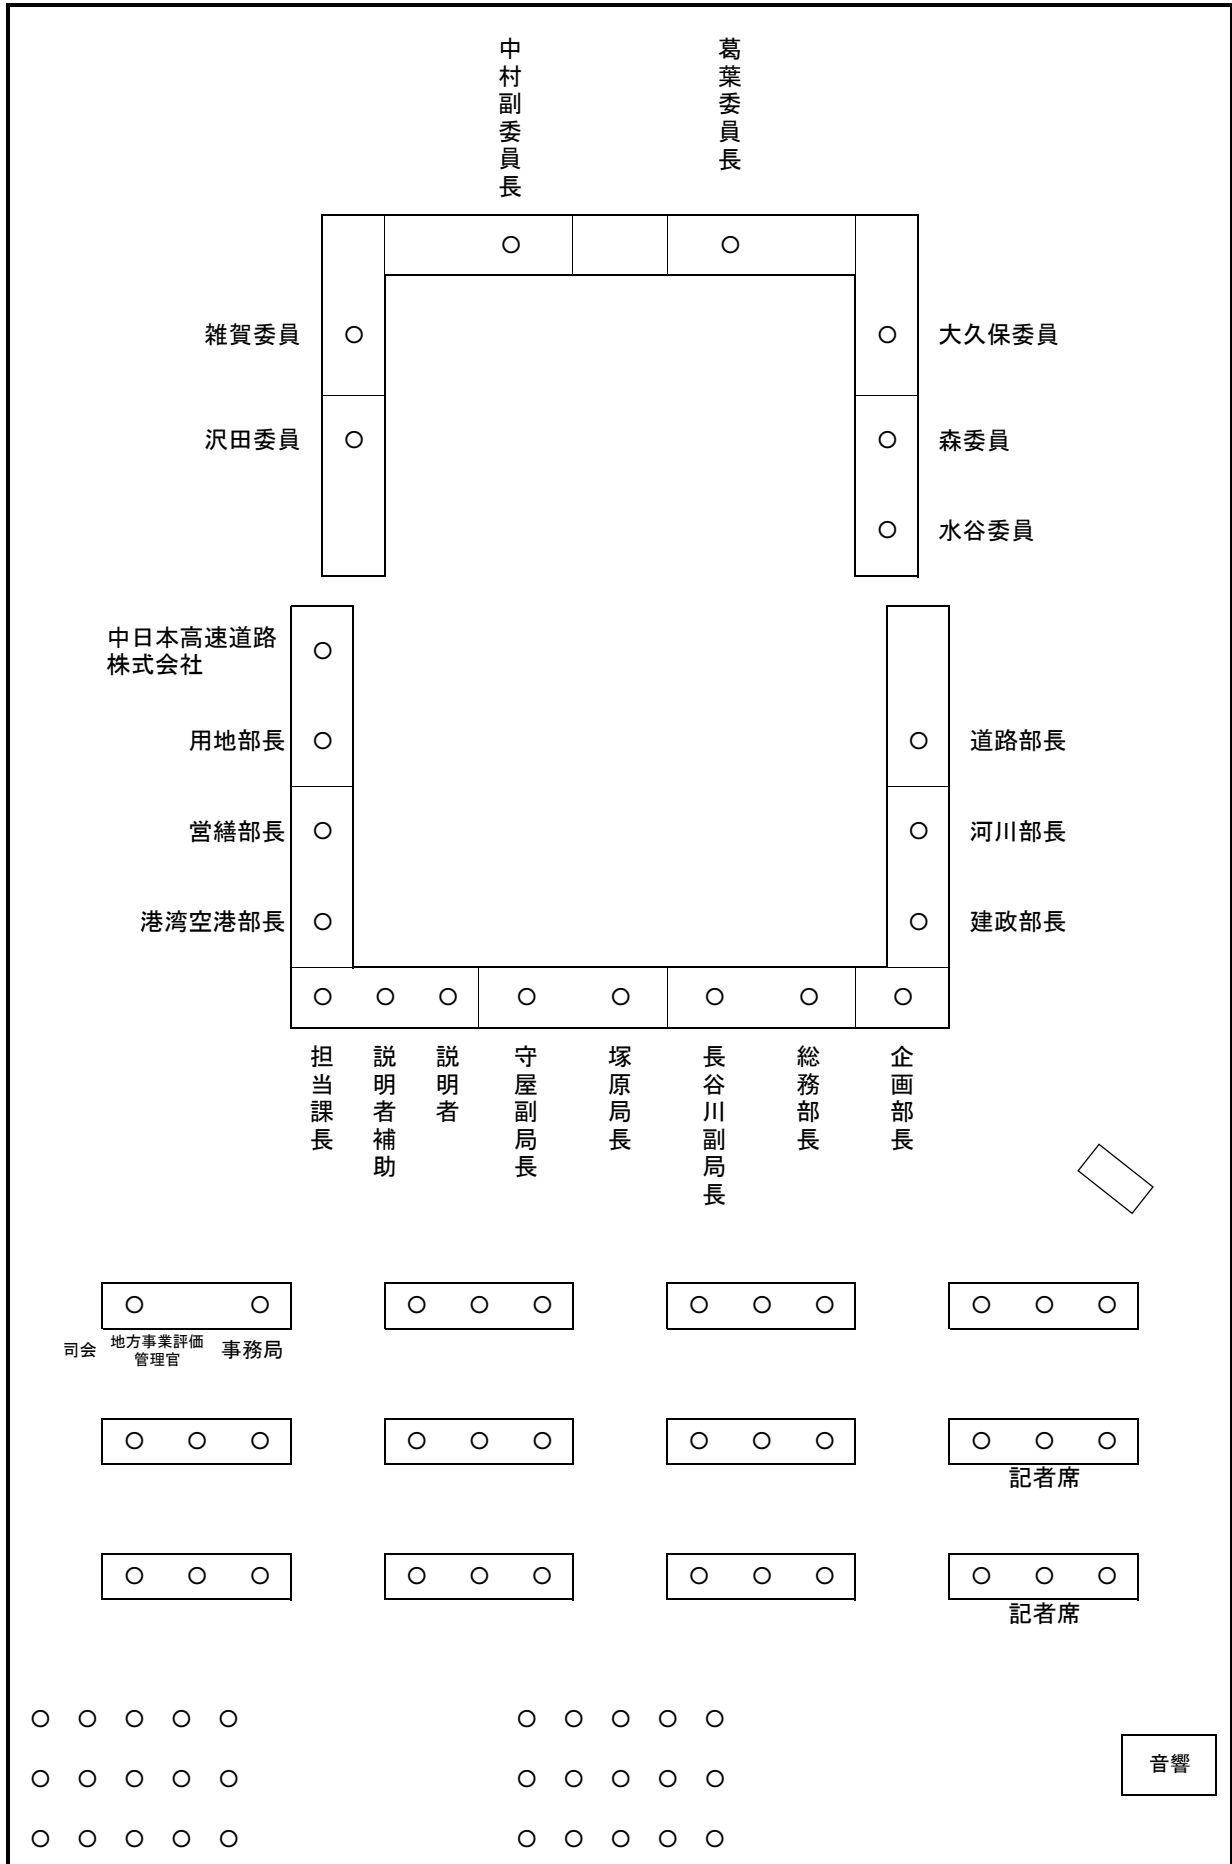 中村副委員長
葛葉委員長
雑賀委員
大久保委員
沢田委員
森委員
水谷委員
中日本高速道路
株式会社
用地部長
道路部長
営繕部長
河川部長
港湾空港部長
建政部長
担当課長
説明者補助
説明者
守屋副局長
塚原局長
長谷川副局長
総務部長
企画部長
司会
地方事業評価
管理官
事務局
記者席
記者席
音響